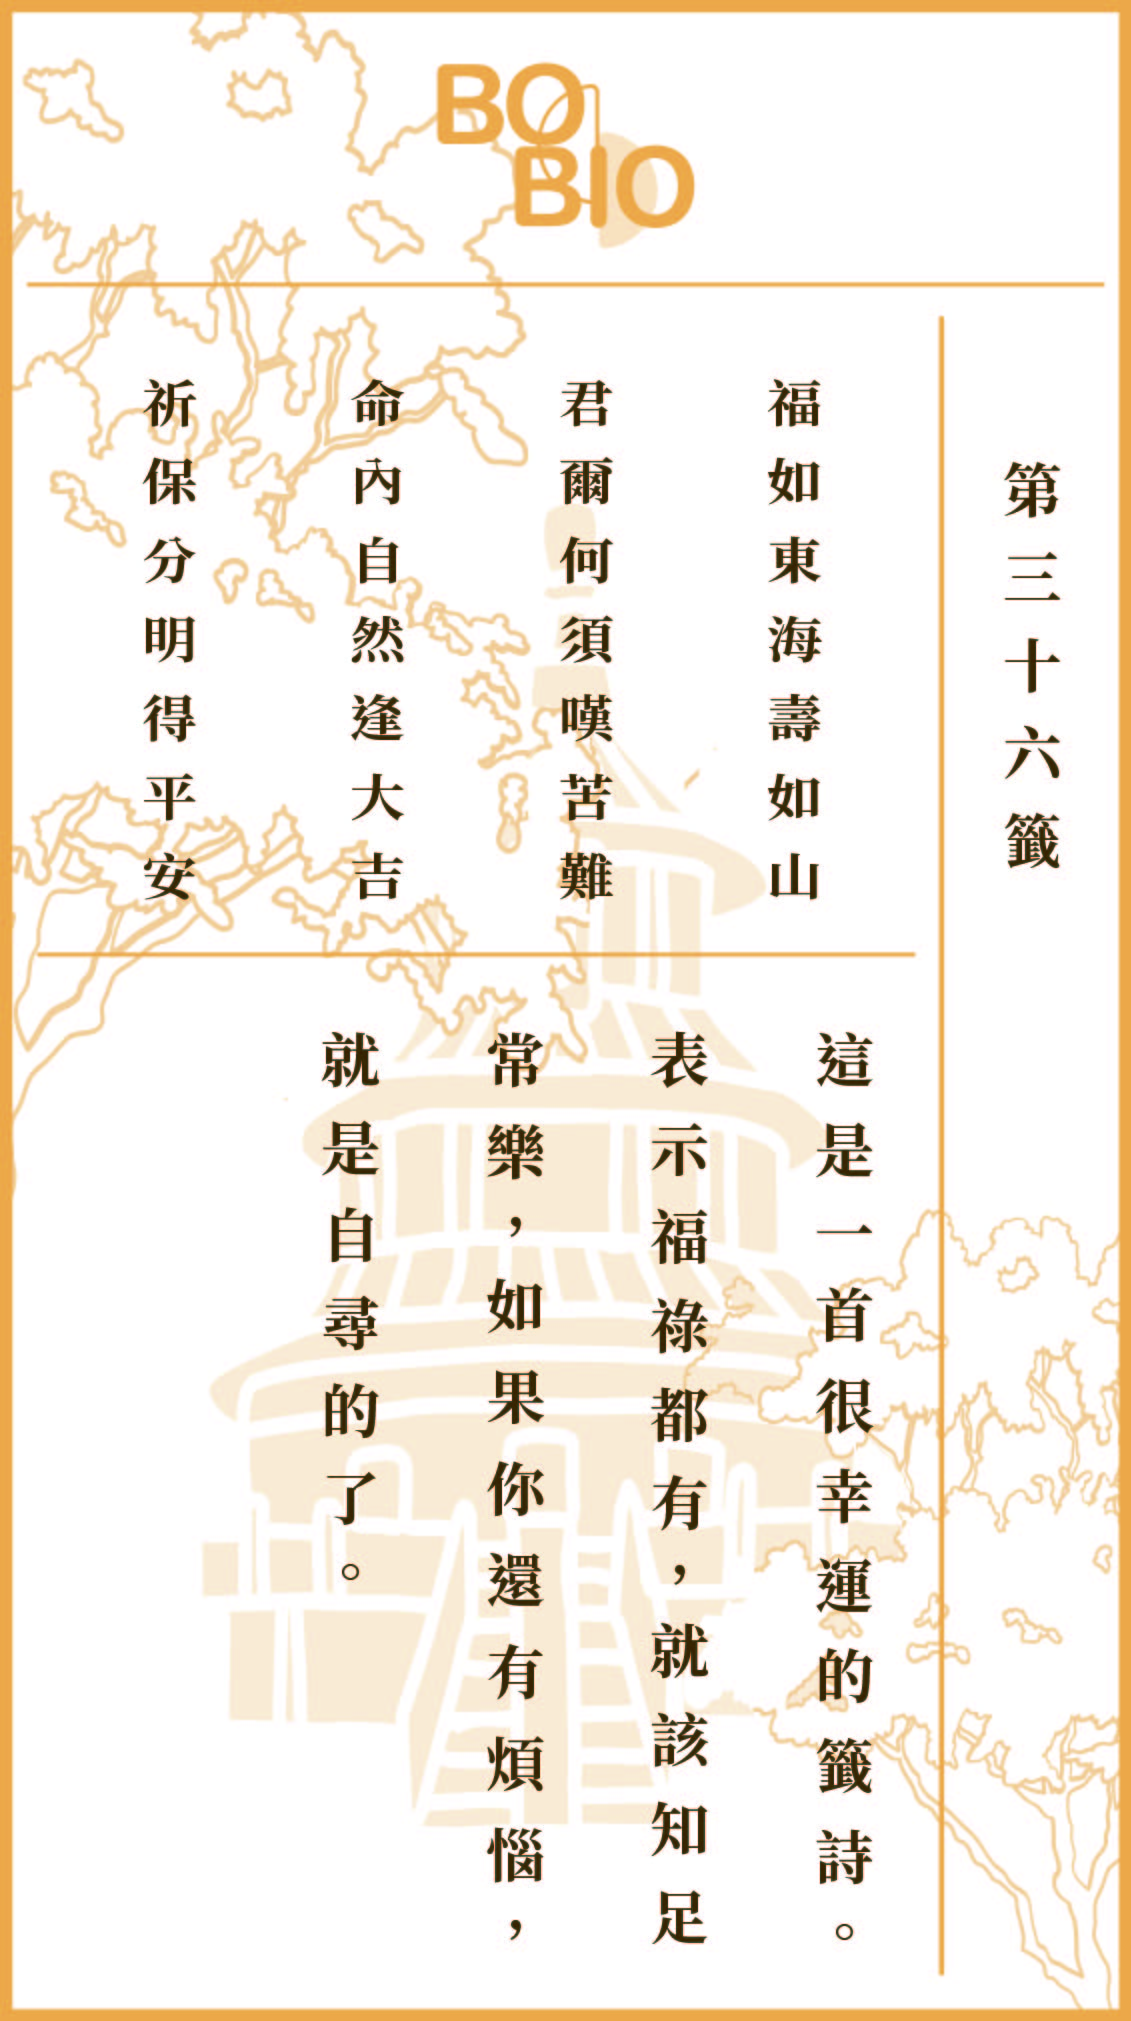 BO
BIO
第三十六籤
福如東海壽如山
君爾何須嘆苦難
命內自然逢大吉
祈保分明得平安
這是一首很幸運的籤詩。
表示福祿都有，就該知足
常樂，如果你還有煩惱，
就是自尋的了。